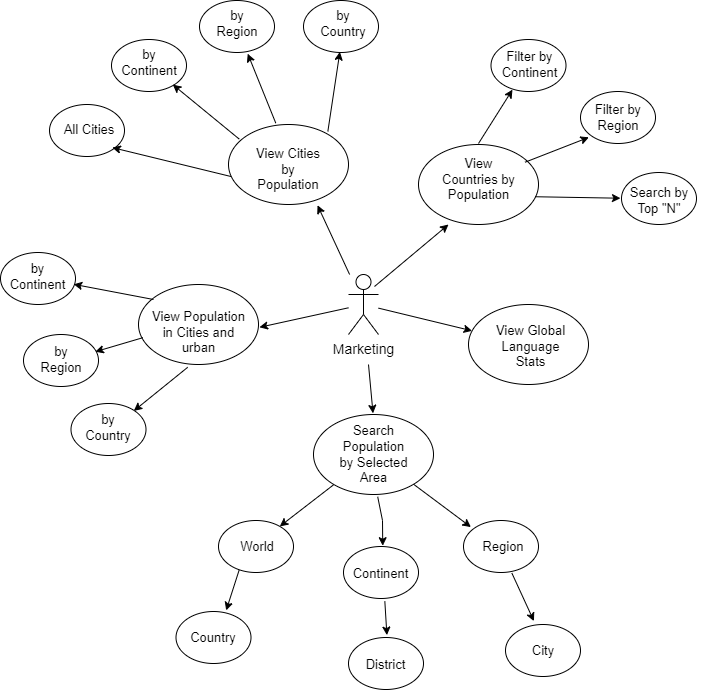 by
Region
by
Country
by
Continent
All Cities
View Cities
by
Population
Filter by
Continent
Filter by
Region
View
Countries by
Population
Search by
Top "N"
by
Continent
View Population
in Cities and
urban
by
Region
by
Country
Marketing
View Global
Language
Stats
Search
Population
by Selected
Area
World
Continent
Region
Country
District
City